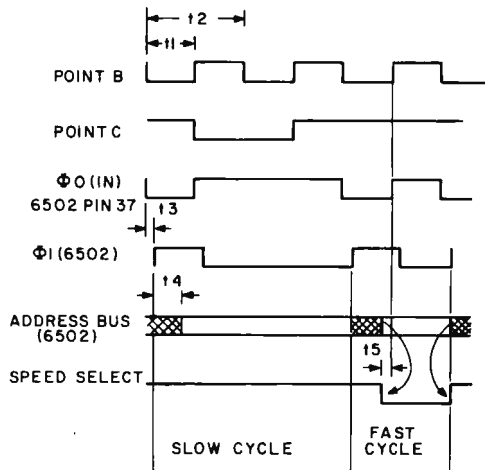 t2
t1
POINT B
POINT C
Φ0 (IN)
6502 PIN 37
t3
Φ1 (6502)
t4
ADDRESS BUS
(6502)
t5
SPEED SELECT
SLOW CYCLE
FAST
CYCLE